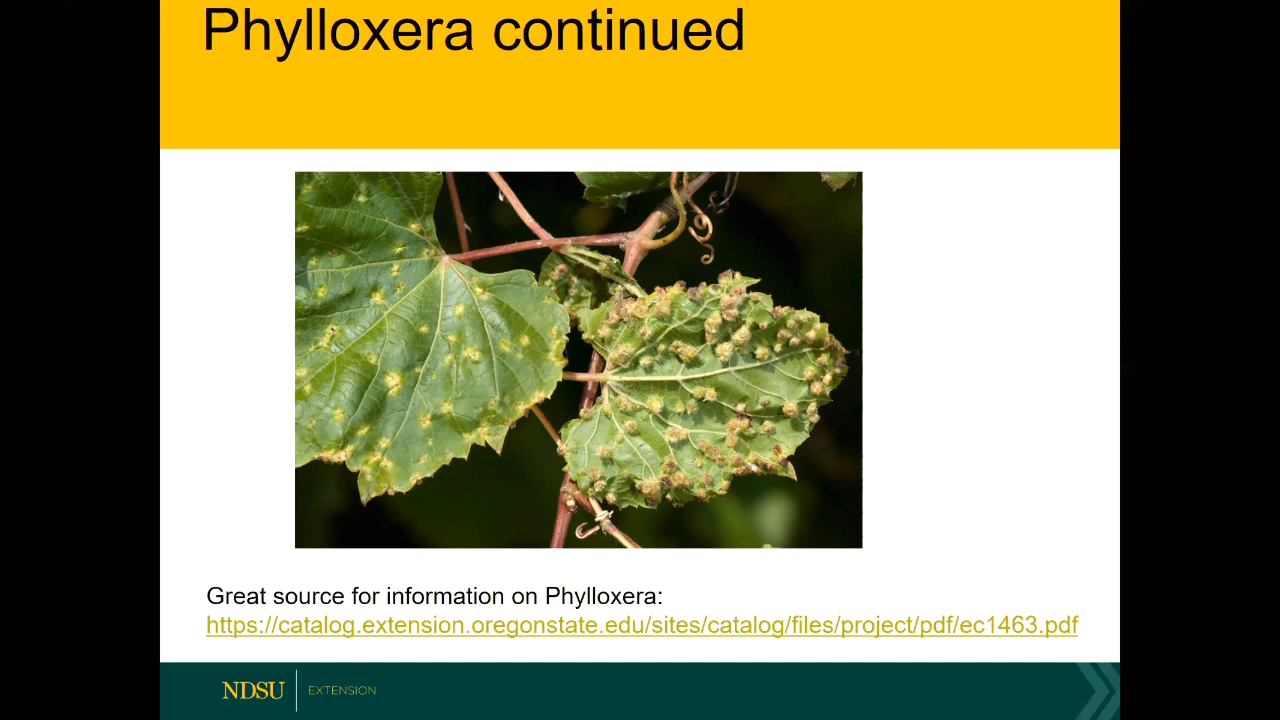 Phylloxera continued
Great source for information on Phylloxera:
https://catalog.extension.oregonstate.edu/sites/catalog/files/project/pdf/ec1463.pdf
NDSU EXTENSION